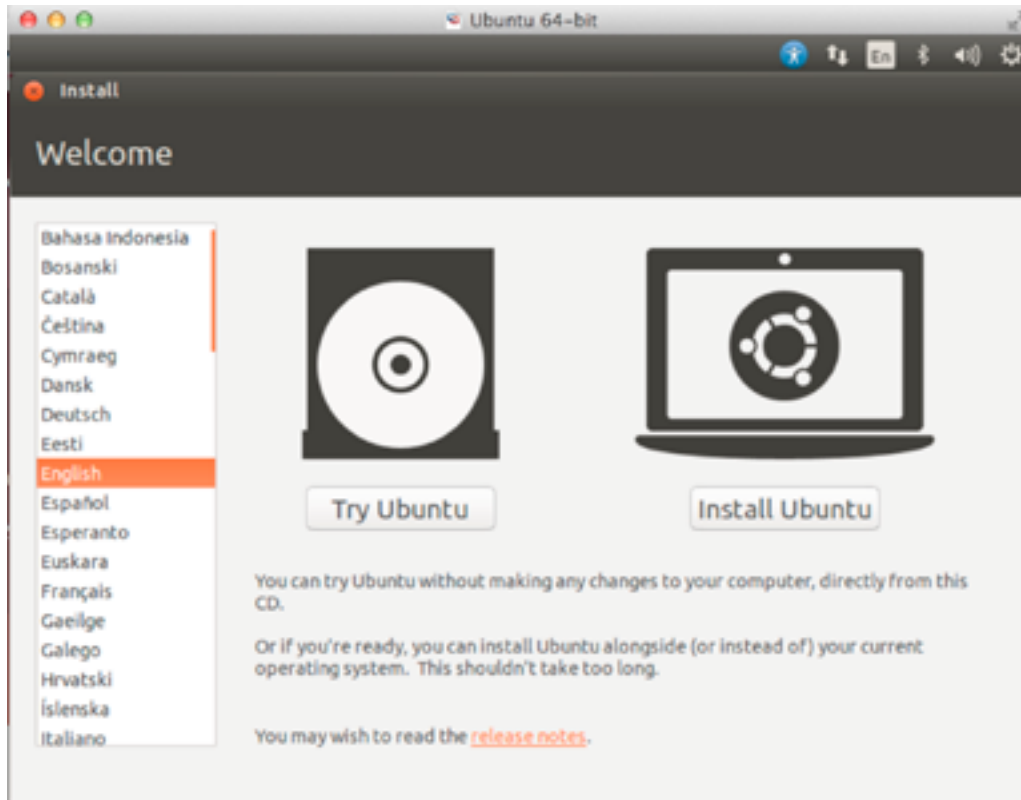 Ubuntu 64-bit
En
Install
Welcome
Bahasa Indonesia
Bosanski
Català
Čeština
Cymraeg
Dansk
Deutsch
Eesti
English
Español
Esperanto
Euskara
Français
Gaeilge
Galego
Hrvatski
Íslenska
Italiano
Try Ubuntu
Install Ubuntu
You can try Ubuntu without making any changes to your computer, directly from this
CD.
Or if you're ready, you can install Ubuntu alongside (or instead of) your current
operating system. This shouldn't take too long.
You may wish to read the release notes.